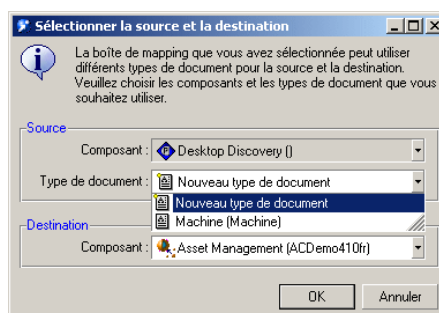 Sélectionner la source et la destination
La boîte de mapping que vous avez sélectionnée peut utiliser
différents types de document pour la source et la destination.
Veuillez choisir les composants et les types de document que vous
souhaitez utiliser.
Source
Composant : Desktop Discovery ()
Type de document : Nouveau type de document
Nouveau type de document
Machine (Machine)
Destination
Composant : Asset Management (ACDemo410fr)
OK Annuler